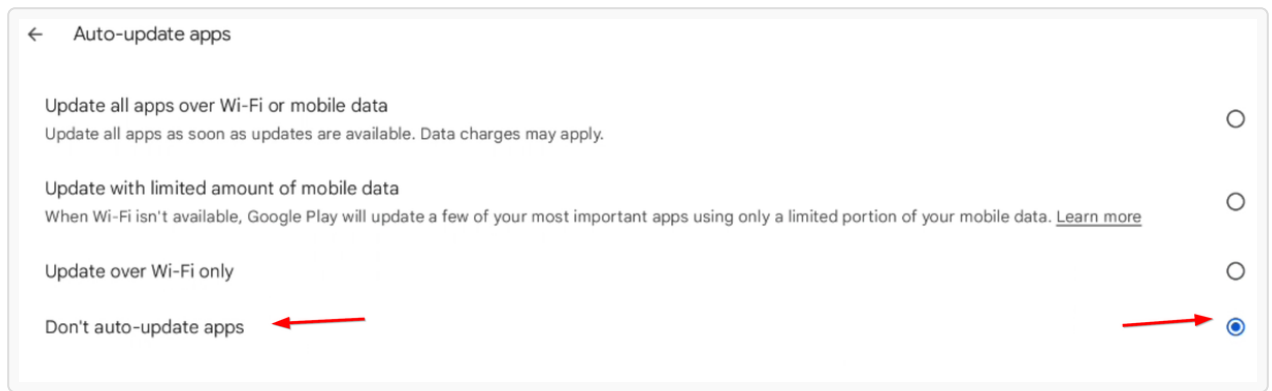 Auto-update apps
Update all apps over Wi-Fi or mobile data
Update all apps as soon as updates are available. Data charges may apply.
Update with limited amount of mobile data
When Wi-Fi isn't available, Google Play will update a few of your most important apps using only a limited portion of your mobile data. Learn more
Update over Wi-Fi only
Don't auto-update apps